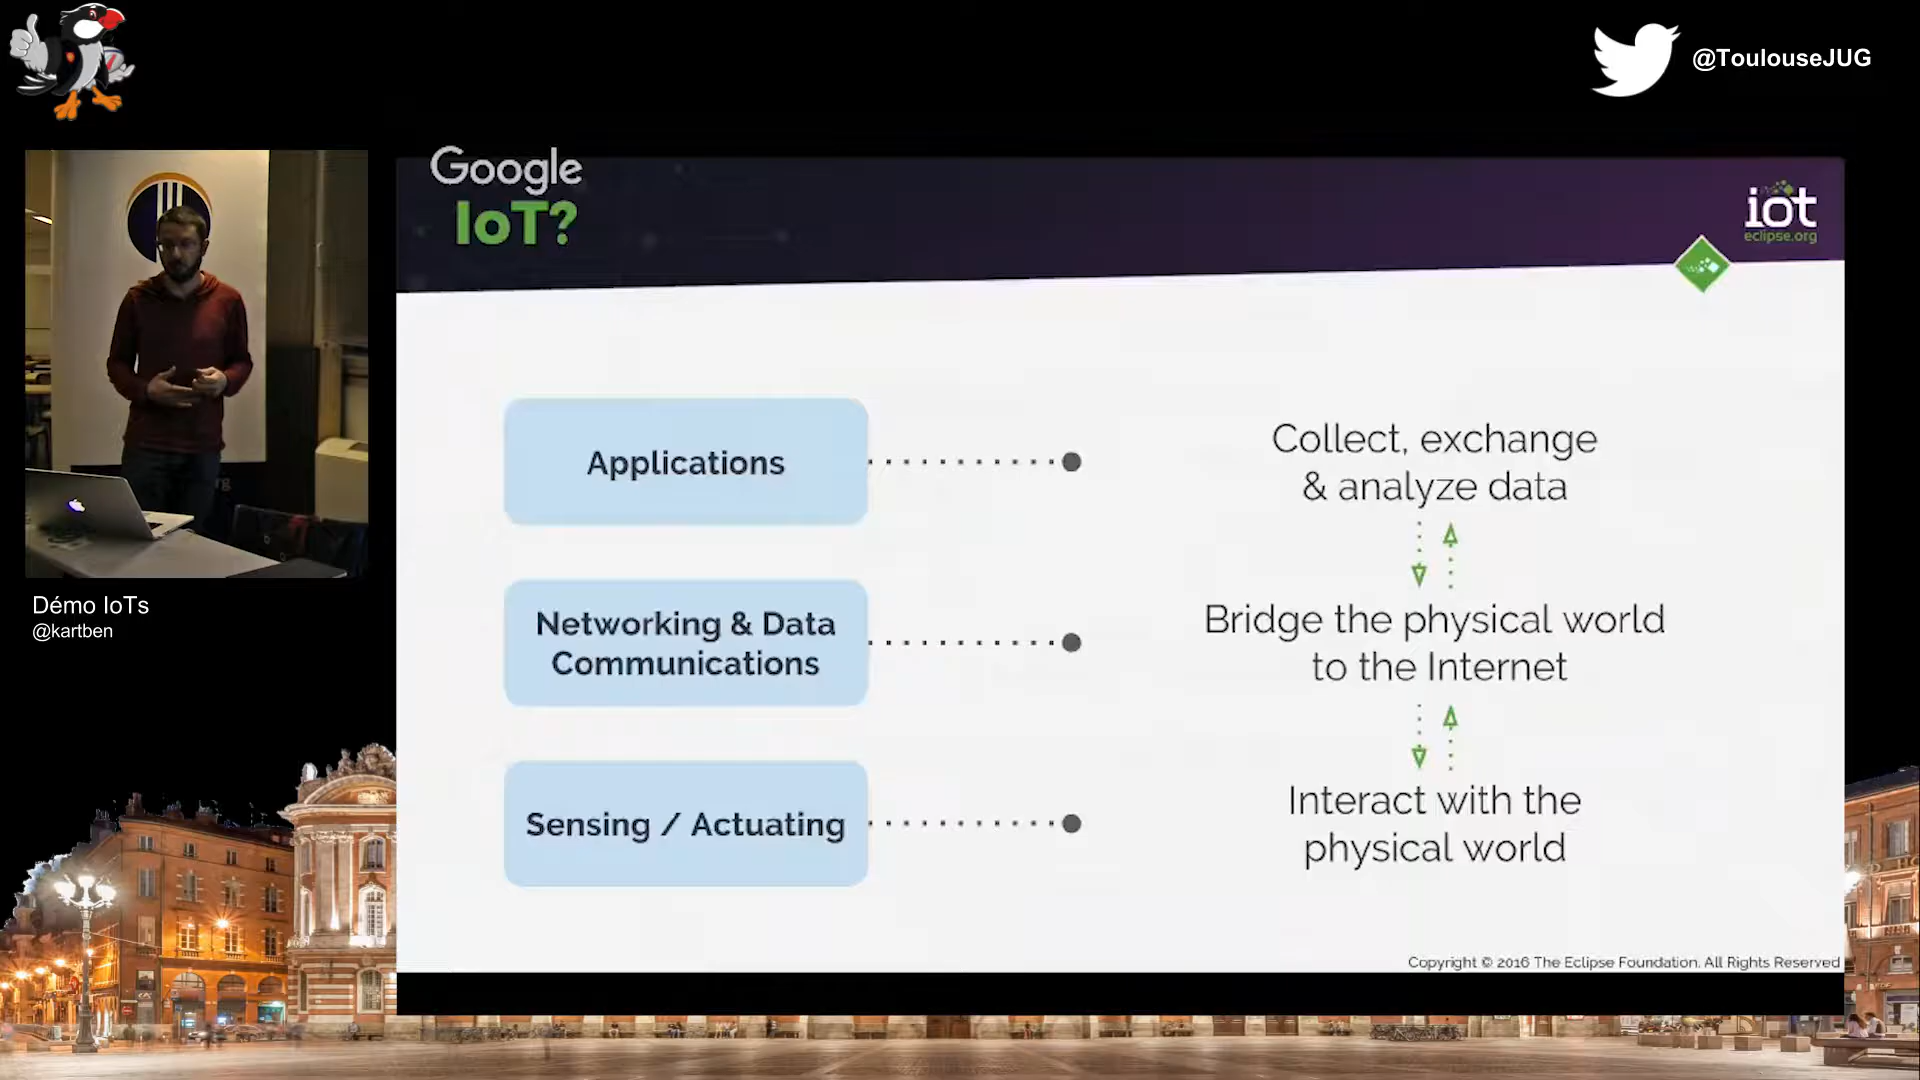 @ToulouseJUG
Google
IoT?
iot
eclipse.org
Applications
Collect, exchange
& analyze data
Networking & Data
Communications
Bridge the physical world
to the Internet
Sensing / Actuating
Interact with the
physical world
Copyright © 2016 The Eclipse Foundation. All Rights Reserved
Démo IoTs
@kartben